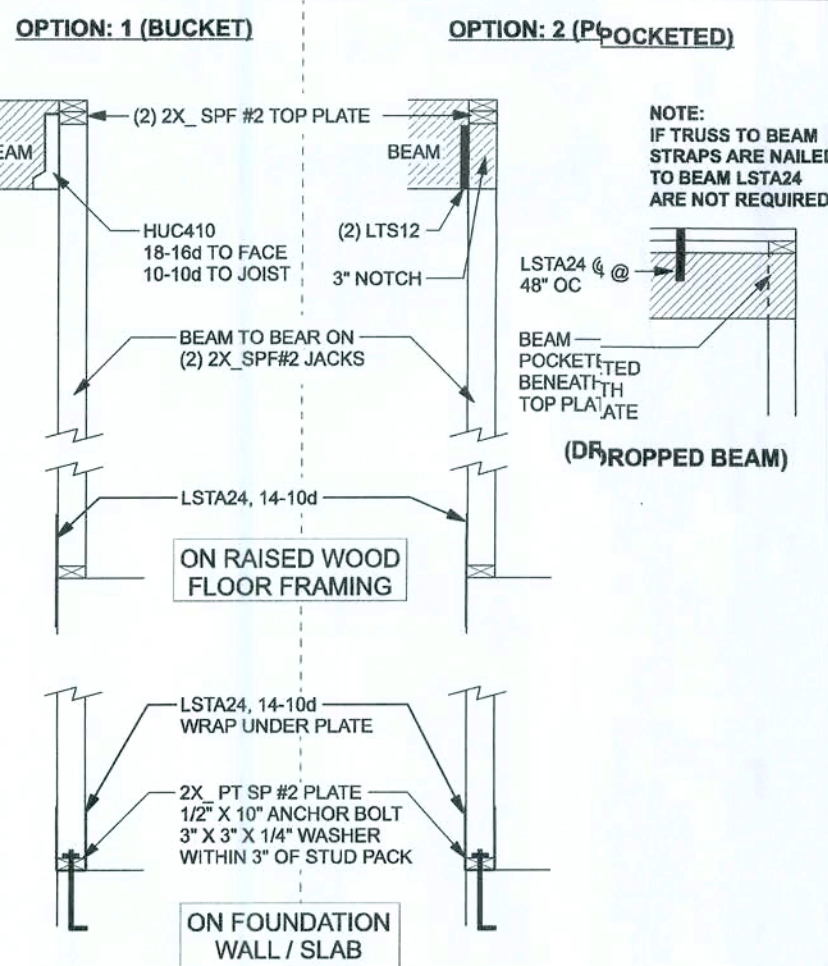 OPTION: 1 (BUCKET)
OPTION: 2 (POCKETED)
(2) 2X_ SPF #2 TOP PLATE
EAM
BEAM
NOTE:
IF TRUSS TO BEAM
STRAPS ARE NAILED
TO BEAM LSTA24
ARE NOT REQUIRED
HUC410
18-16d TO FACE
10-10d TO JOIST
(2) LTS12
3" NOTCH
LSTA24 @
48" OC
BEAM TO BEAR ON
(2) 2X_SPF#2 JACKS
BEAM
POCKETED
BENEATH
TOP PLATE
(DROPPED BEAM)
LSTA24, 14-10d
ON RAISED WOOD
FLOOR FRAMING
LSTA24, 14-10d
WRAP UNDER PLATE
2X_ PT SP #2 PLATE
1/2" X 10" ANCHOR BOLT
3" X 3" X 1/4" WASHER
WITHIN 3" OF STUD PACK
ON FOUNDATION
WALL / SLAB